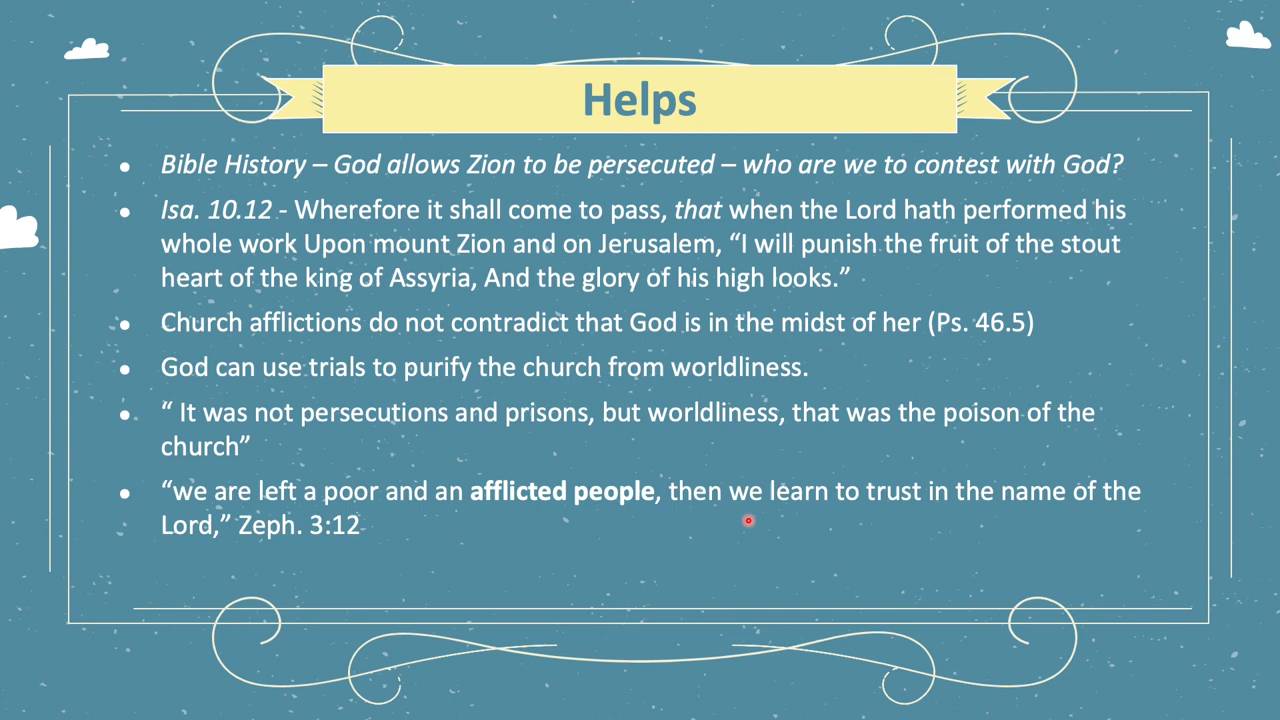 Helps
• Bible History – God allows Zion to be persecuted – who are we to contest with God?
• Isa. 10.12 - Wherefore it shall come to pass, that when the Lord hath performed his
whole work Upon mount Zion and on Jerusalem, “I will punish the fruit of the stout
heart of the king of Assyria, And the glory of his high looks.”
• Church afflictions do not contradict that God is in the midst of her (Ps. 46.5)
• God can use trials to purify the church from worldliness.
• “ It was not persecutions and prisons, but worldliness, that was the poison of the
church”
• “we are left a poor and an afflicted people, then we learn to trust in the name of the
Lord,” Zeph. 3:12